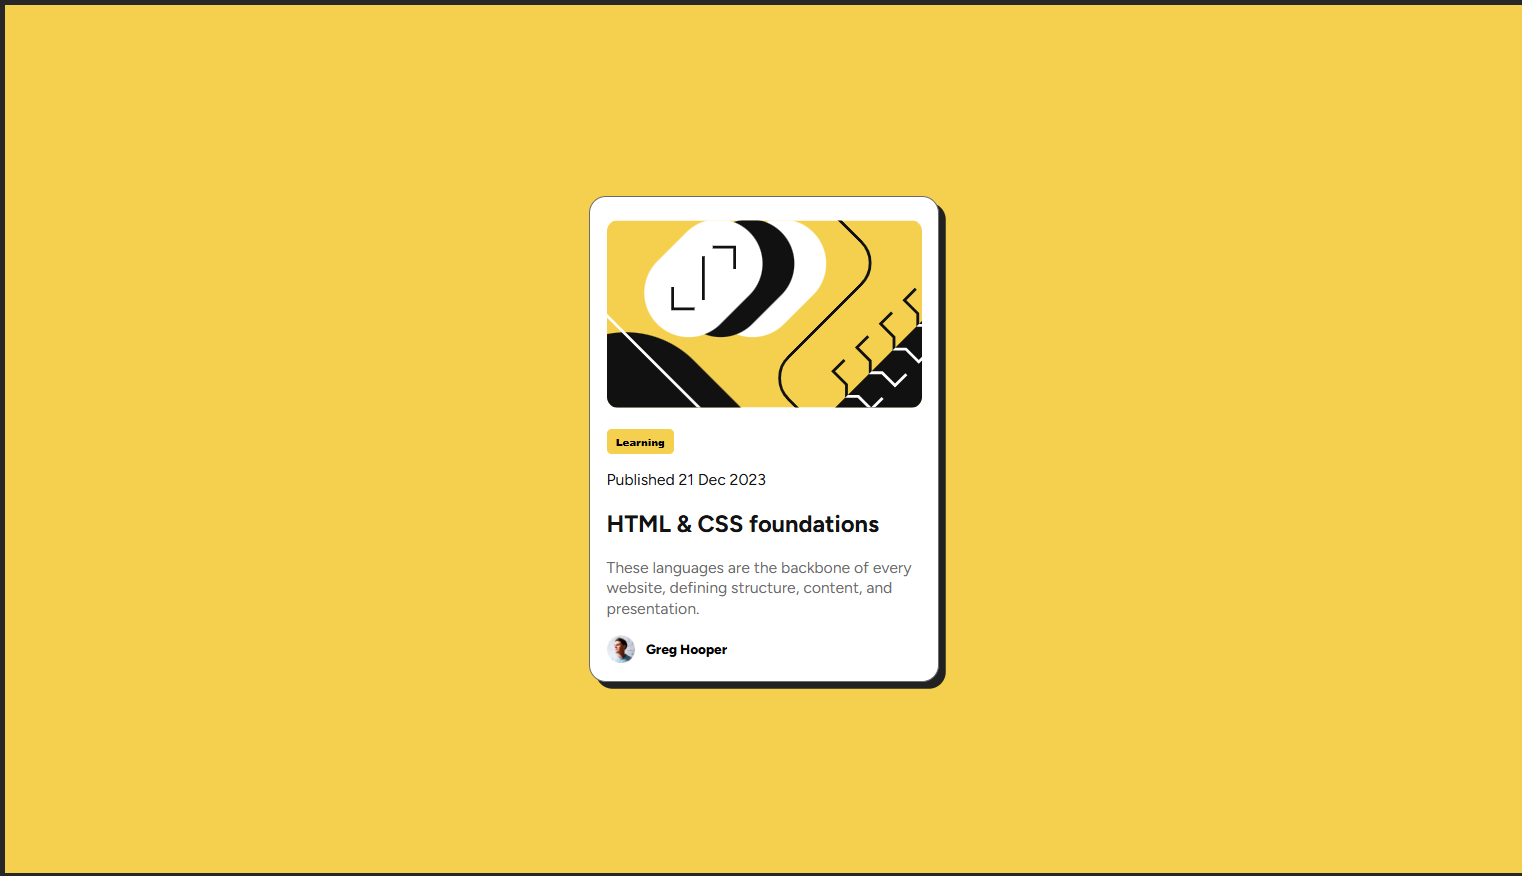 Learning
Published 21 Dec 2023
HTML & CSS foundations
These languages are the backbone of every
website, defining structure, content, and
presentation.
Greg Hooper